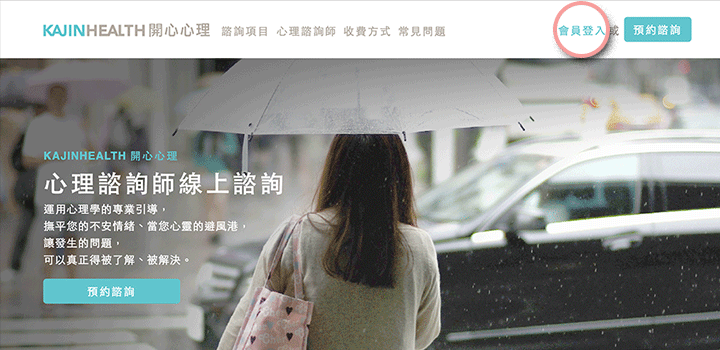 KAJINHEALTH 開心心理 諮詢項目 心理諮詢師 收費方式 常見問題 會員登入 或 預約諮詢
KAJINHEALTH 開心心理
心理諮詢師線上諮詢
運用心理學的專業引導，
撫平您的不安情緒、當您心靈的避風港，
讓發生的問題，
可以真正得被了解、被解決。
預約諮詢